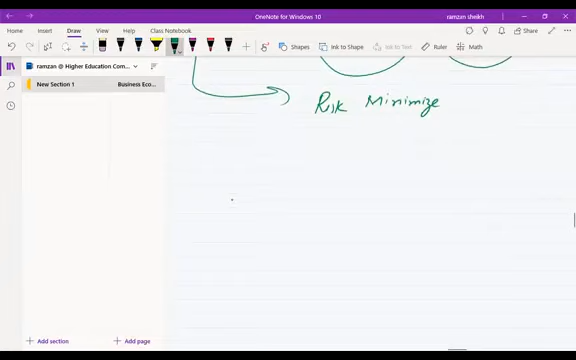 OneNote for Windows 10
ramzan sheikh
Home Insert Draw View Help Class Notebook
Share
Shapes Ink to Shape Ink to Text Ruler Math
ramzan @ Higher Education Com...
New Section 1
Business Eco...
Risk Minimize
Add section
Add page